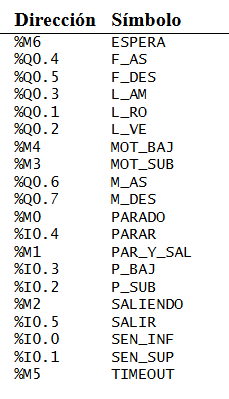 Dirección Símbolo
%M6 ESPERA
%Q0.4 F_AS
%Q0.5 F_DES
%Q0.3 L_AM
%Q0.1 L_RO
%Q0.2 L_VE
%M4 MOT_BAJ
%M3 MOT_SUB
%Q0.6 M_AS
%Q0.7 M_DES
%M0 PARADO
%I0.4 PARAR
%M1 PAR_Y_SAL
%I0.3 P_BAJ
%I0.2 P_SUB
%M2 SALIENDO
%I0.5 SALIR
%I0.0 SEN_INF
%I0.1 SEN_SUP
%M5 TIMEOUT